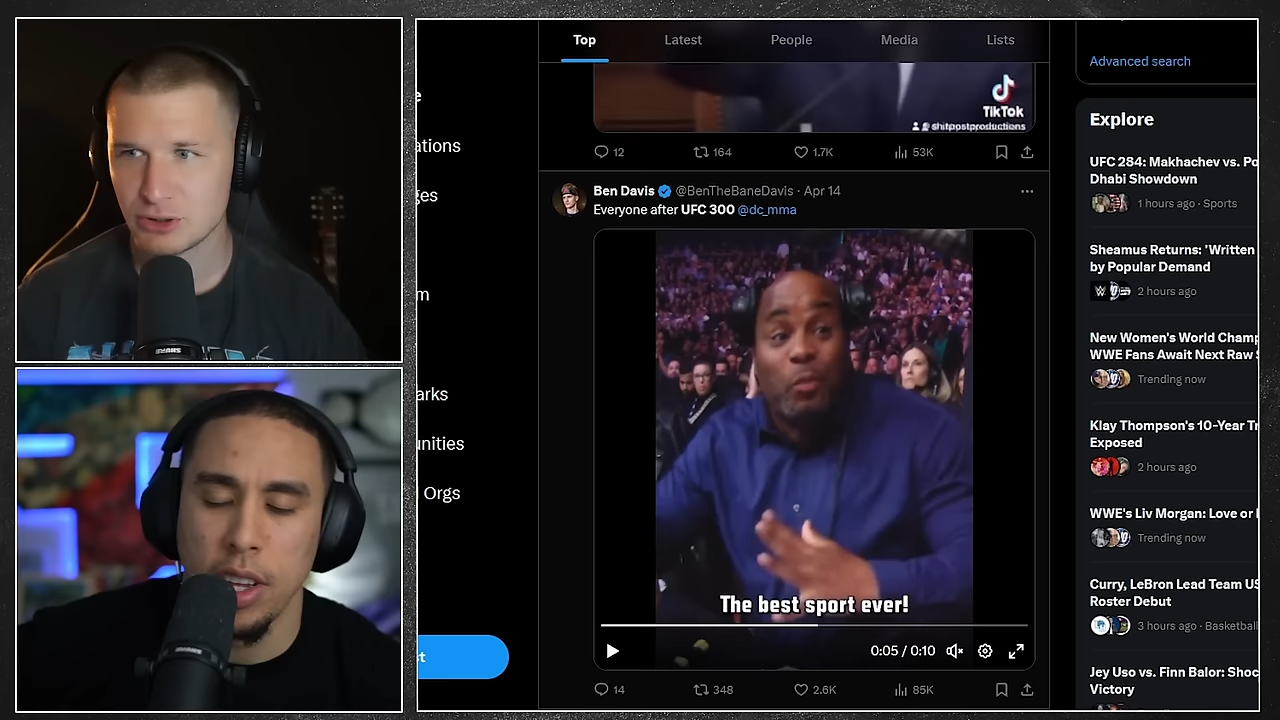 Top
Latest
People
Media
Lists
TikTok
shitpostproductions
12
164
1.7K
53K
Ben Davis @BenTheBaneDavis · Apr 14
Everyone after UFC 300 @dc_mma
The best sport ever!
0:05 / 0:10
14
348
2.6K
85K
e
ations
ges
m
arks
unities
Orgs
t
Advanced search
Explore
UFC 284: Makhachev vs. Po
Dhabi Showdown
1 hours ago · Sports
Sheamus Returns: 'Written
by Popular Demand
2 hours ago
New Women's World Champ
WWE Fans Await Next Raw S
Trending now
Klay Thompson's 10-Year Tr
Exposed
2 hours ago
WWE's Liv Morgan: Love or
Trending now
Curry, LeBron Lead Team US
Roster Debut
3 hours ago · Basketball
Jey Uso vs. Finn Balor: Shoc
Victory